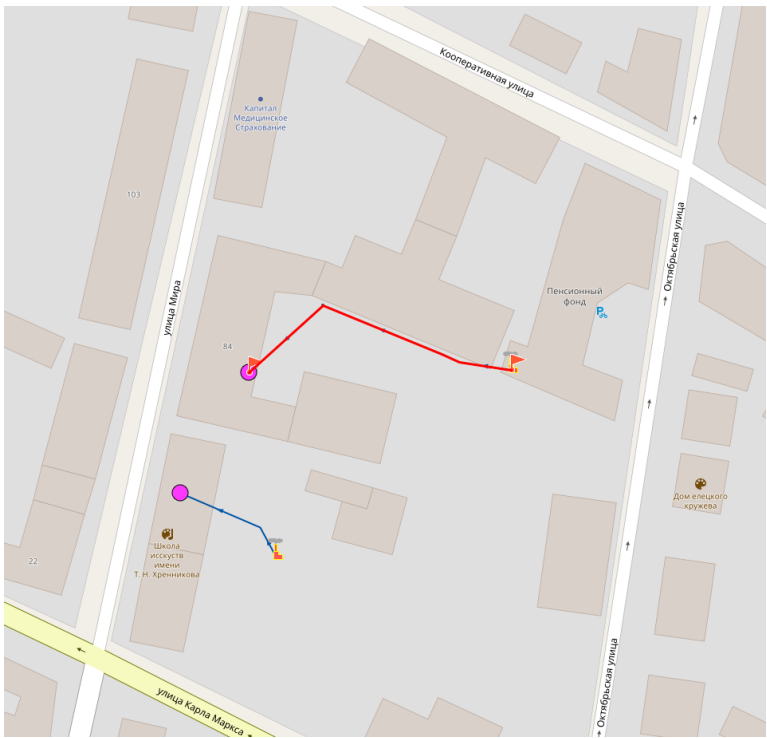 Кооперативная улица
Капитал
Медицинское
Страхование
103
Октябрьская улица
Пенсионный
фонд
улица Мира
84
Дом елецкого
кружева
Школа
исскуств
имени
Т. Н. Хренникова
22
Октябрьская улица
улица Карла Маркса